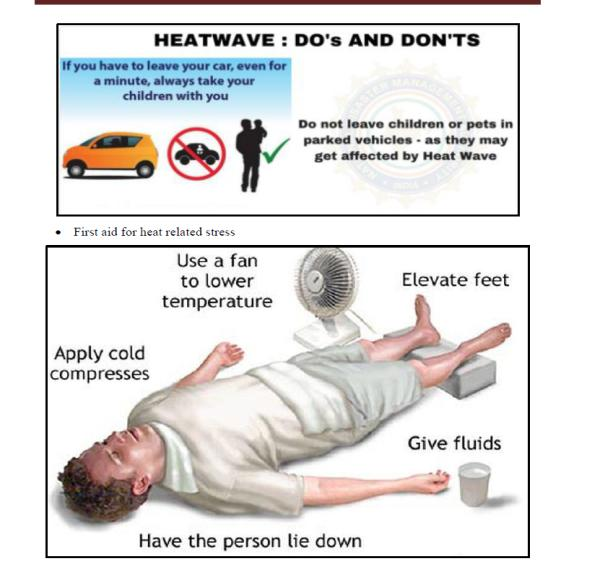 HEATWAVE : DO's AND DON'TS
If you have to leave your car, even for
a minute, always take your
children with you
Do not leave children or pets in
parked vehicles - as they may
get affected by Heat Wave
• First aid for heat related stress
Use a fan
to lower
temperature
Elevate feet
Apply cold
compresses
Give fluids
Have the person lie down